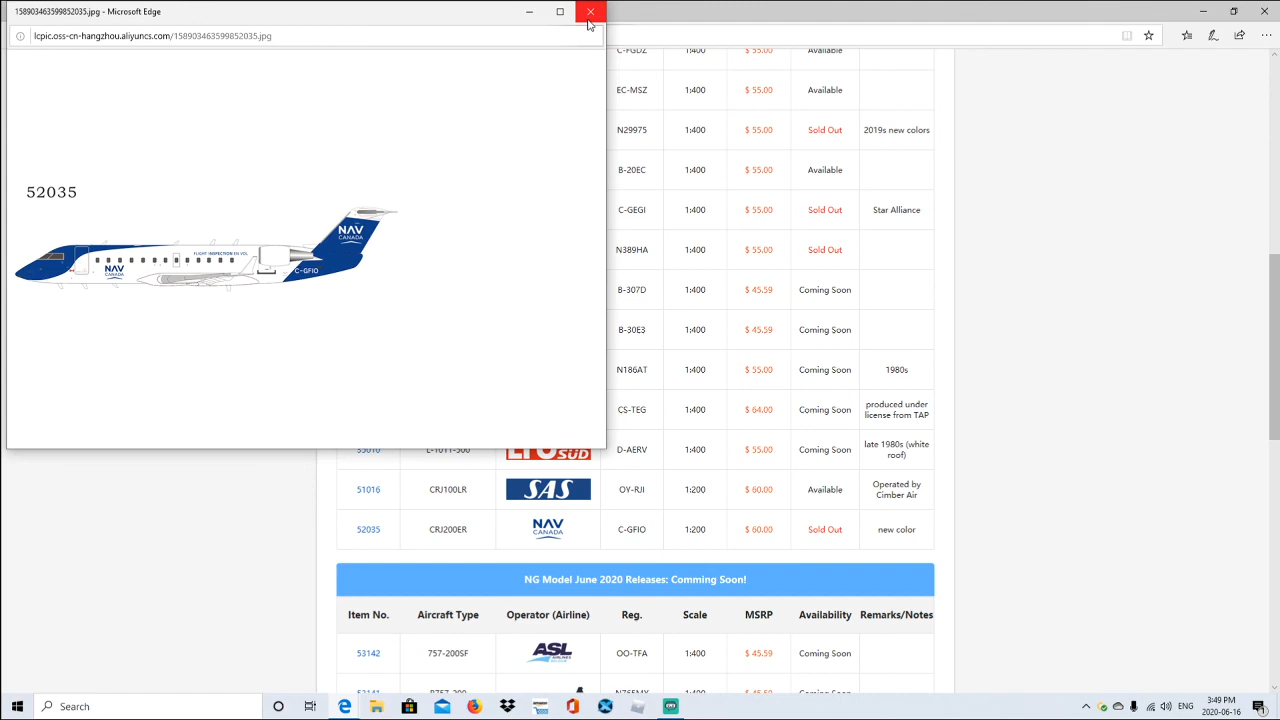 158903463599852035.jpg - Microsoft Edge
lcpic.oss-cn-hangzhou.aliyuncs.com/158903463599852035.jpg
52035
NAV
CANADA
FLIGHT INSPECTION EN VOL
NAV
CANADA
C-GFIO
C-FGDZ 1:400 $ 55.00 Available
EC-MSZ 1:400 $ 55.00 Available
N29975 1:400 $ 55.00 Sold Out 2019s new colors
B-20EC 1:400 $ 55.00 Available
C-GEGI 1:400 $ 55.00 Sold Out Star Alliance
N389HA 1:400 $ 55.00 Sold Out
B-307D 1:400 $ 45.59 Coming Soon
B-30E3 1:400 $ 45.59 Coming Soon
N186AT 1:400 $ 55.00 Coming Soon 1980s
CS-TEG 1:400 $ 64.00 Coming Soon produced under
license from TAP
35010 L-1011-500 LTU SÜD D-AERV 1:400 $ 55.00 Coming Soon late 1980s (white
roof)
51016 CRJ100LR SAS OY-RJI 1:200 $ 60.00 Available Operated by
Cimber Air
52035 CRJ200ER NAV CANADA C-GFIO 1:200 $ 60.00 Sold Out new color
NG Model June 2020 Releases: Comming Soon!
Item No. Aircraft Type Operator (Airline) Reg. Scale MSRP Availability Remarks/Notes
53142 757-200SF ASL AIRLINES OO-TFA 1:400 $ 45.59 Coming Soon
Search
ENG
3:49 PM
2020-06-16